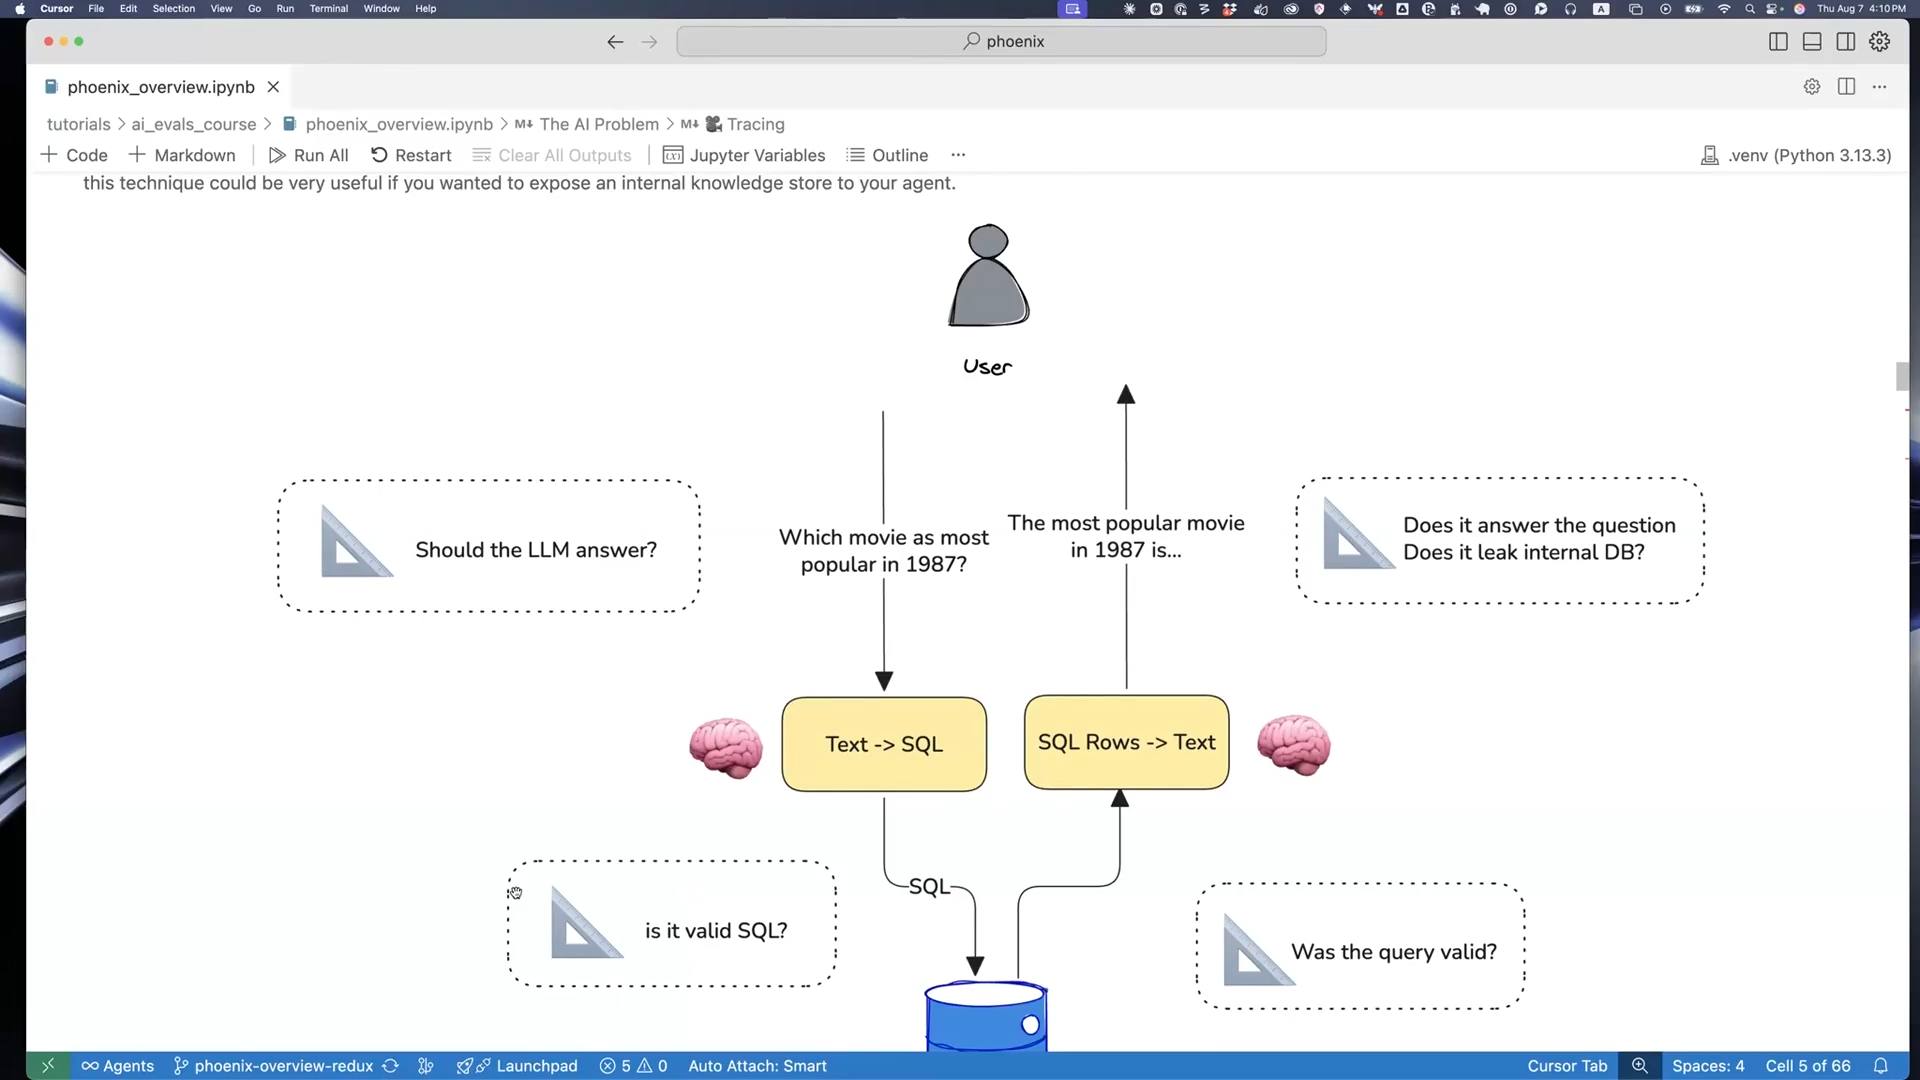 Cursor File Edit Selection View Go Run Terminal Window Help
Thu Aug 7 4:10 PM
phoenix
phoenix_overview.ipynb
tutorials > ai_evals_course > phoenix_overview.ipynb > M↓ The AI Problem > M↓ Tracing
+ Code + Markdown Run All Restart Clear All Outputs Jupyter Variables Outline ...
.venv (Python 3.13.3)
this technique could be very useful if you wanted to expose an internal knowledge store to your agent.
User
Should the LLM answer?
Which movie as most
popular in 1987?
The most popular movie
in 1987 is...
Does it answer the question
Does it leak internal DB?
Text -> SQL
SQL Rows -> Text
SQL
is it valid SQL?
Was the query valid?
Agents phoenix-overview-redux Launchpad 5 0 Auto Attach: Smart
Cursor Tab Spaces: 4 Cell 5 of 66